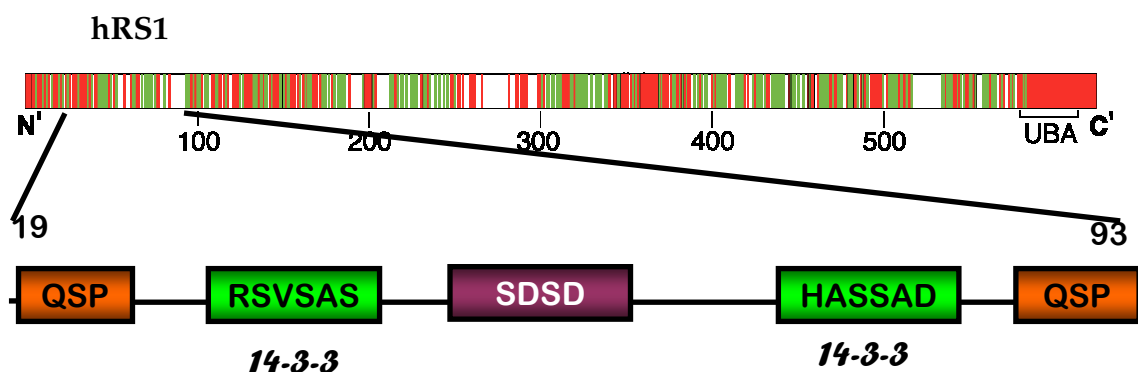 hRS1
N' 100 200 300 400 500 UBA C'
19 93
QSP RSVSAS SDSD HASSAD QSP
14-3-3 14-3-3